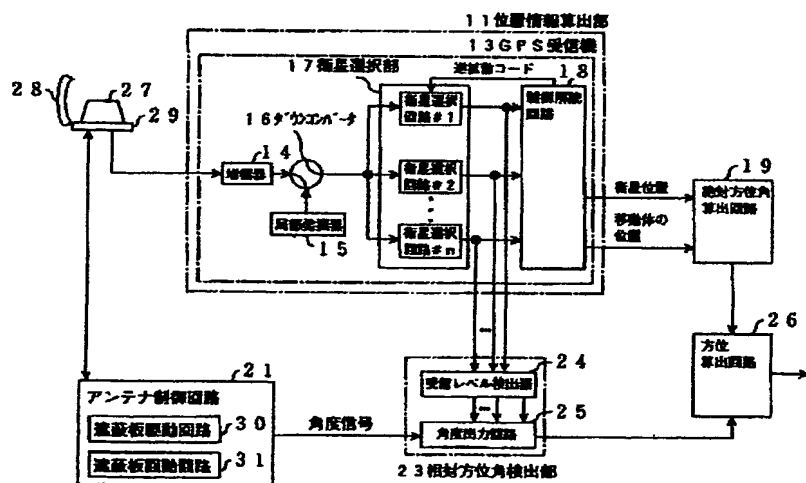 11位置情報算出部
13GPS受信機
17衛星選択部
逆拡散コード
18
28
27
29
16ダウンコンバータ
14
増幅器
局部発振器
15
衛星選択
回路#1
衛星選択
回路#2
衛星選択
回路#n
制御解読
回路
衛星位置
移動体の
位置
19
絶対方位角
算出回路
26
方位
算出回路
21
アンテナ制御回路
遮蔽板駆動回路
30
遮蔽板回動回路
31
角度信号
24
受信レベル検出部
25
角度出力回路
23相対方位角検出部